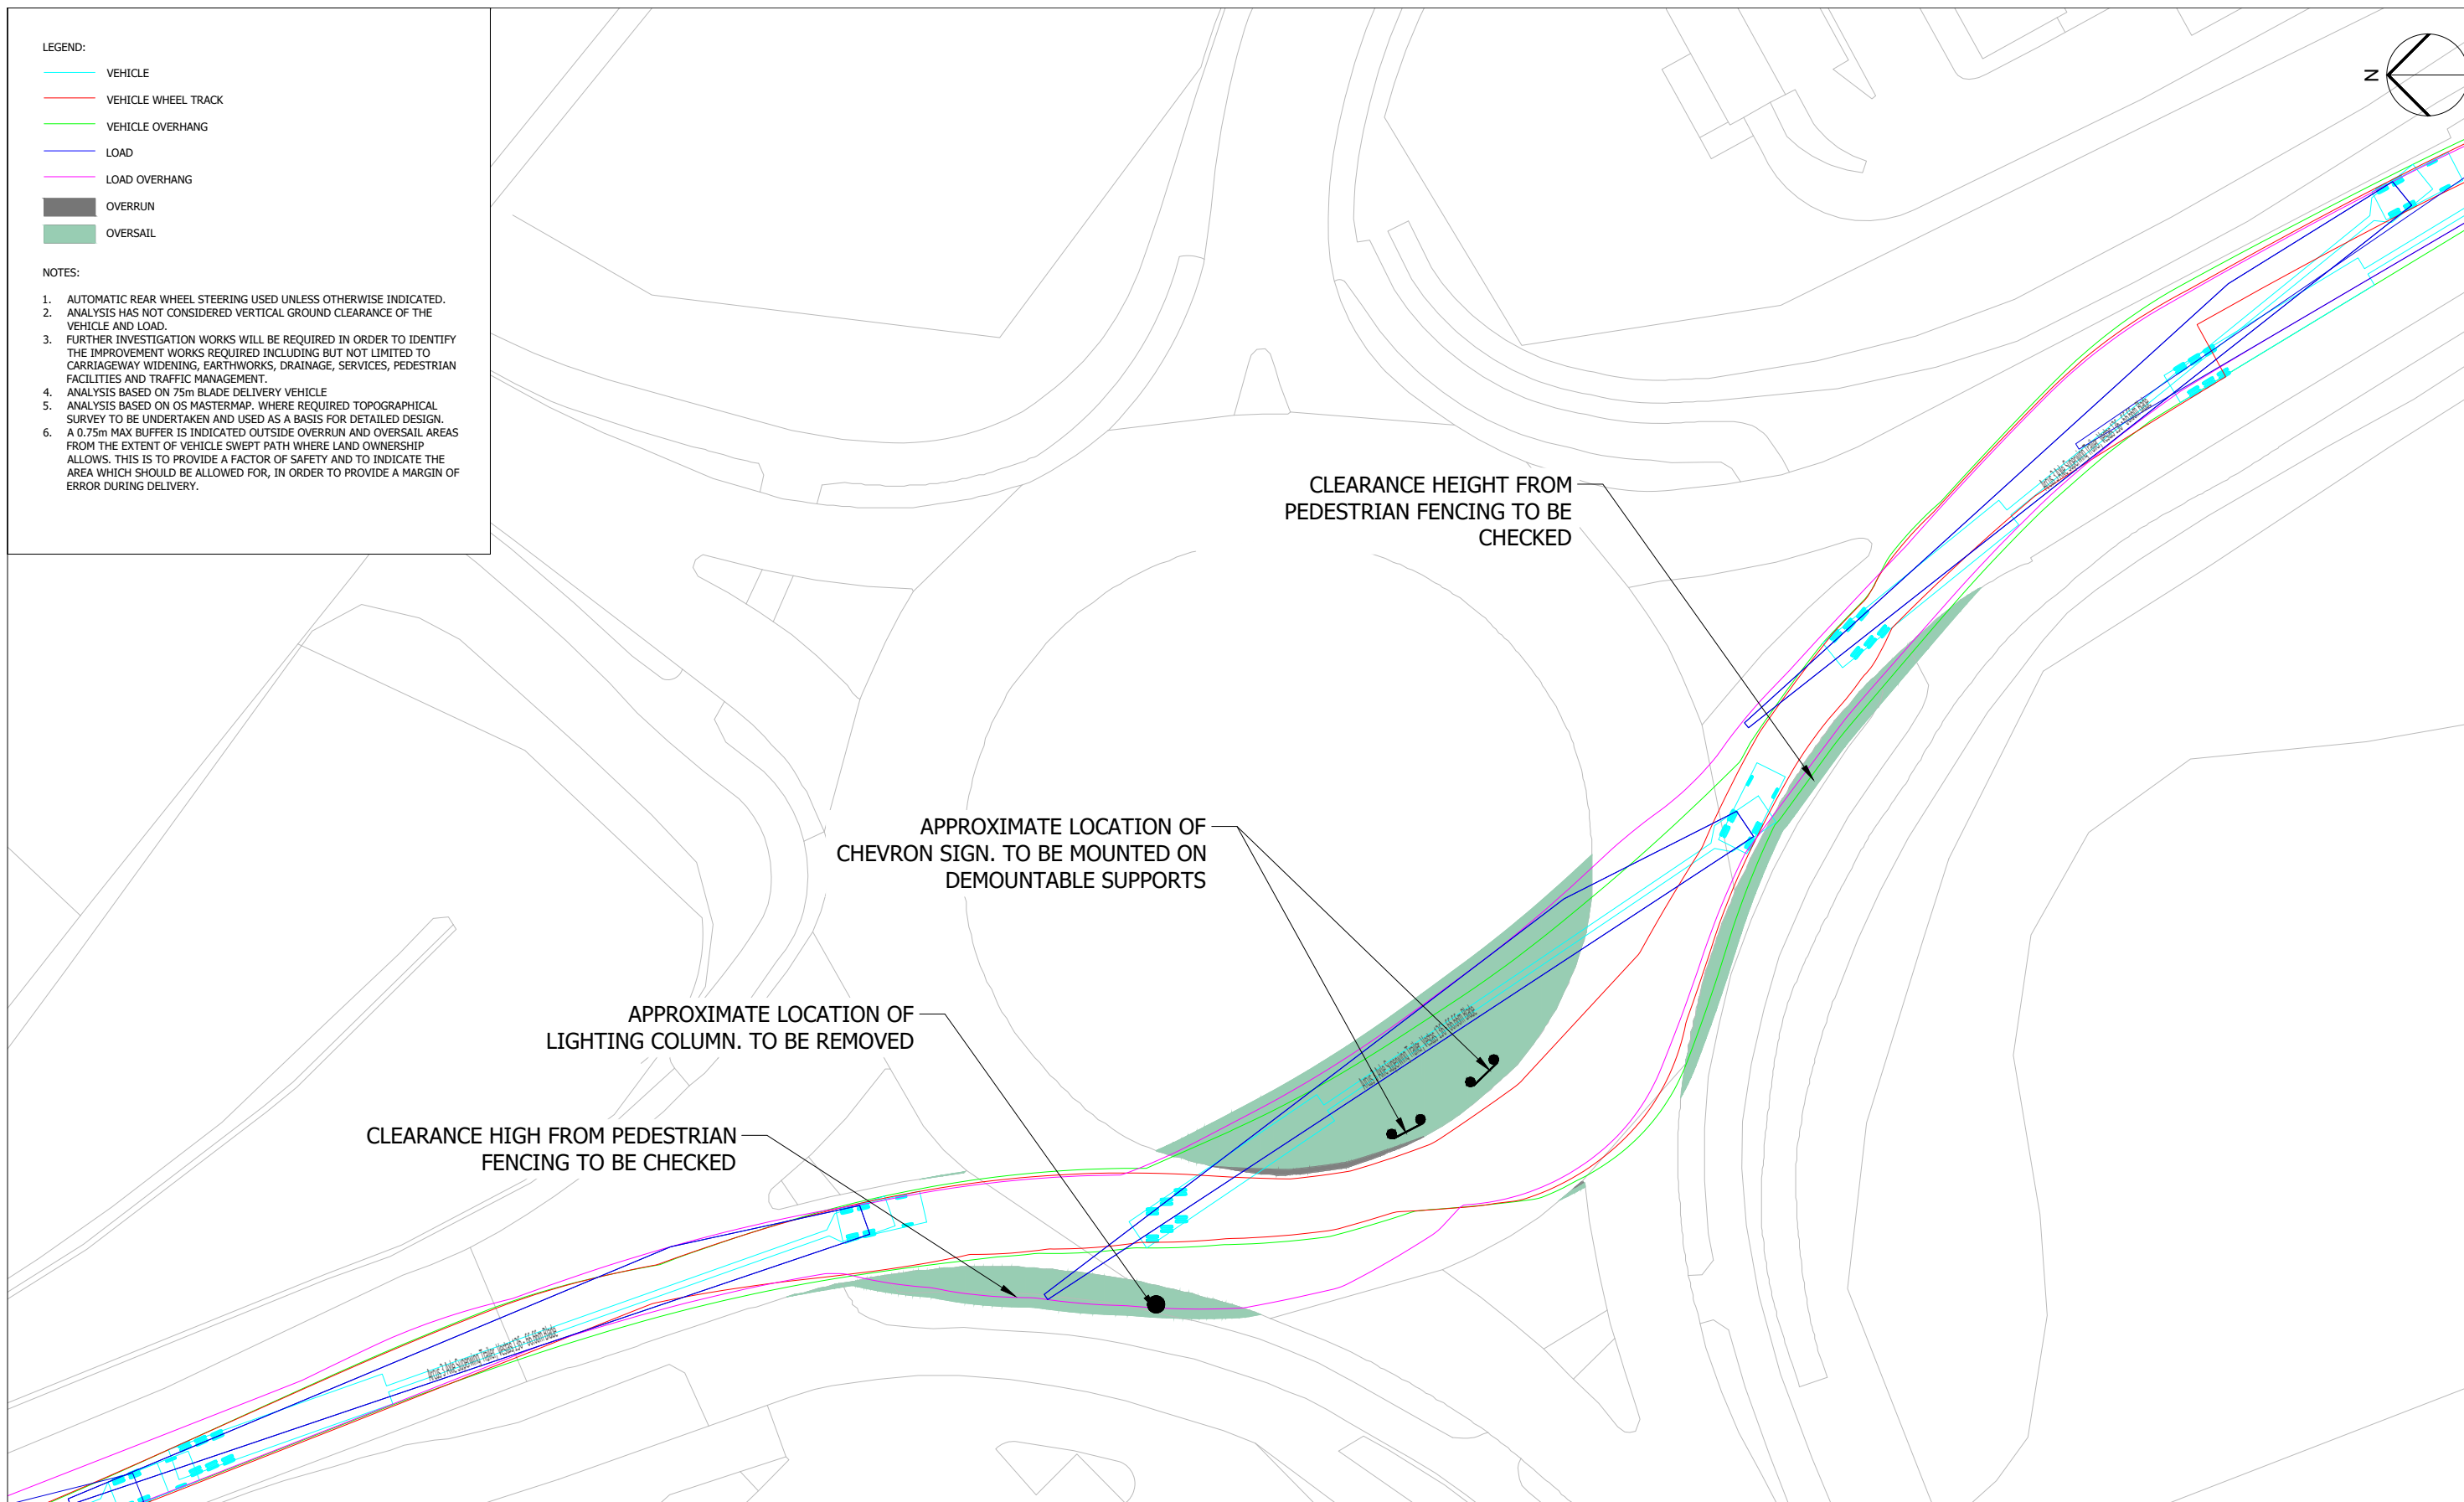 LEGEND:
VEHICLE
VEHICLE WHEEL TRACK
VEHICLE OVERHANG
LOAD
LOAD OVERHANG
OVERRUN
OVERSAIL
NOTES:
1. AUTOMATIC REAR WHEEL STEERING USED UNLESS OTHERWISE INDICATED.
2. ANALYSIS HAS NOT CONSIDERED VERTICAL GROUND CLEARANCE OF THE
VEHICLE AND LOAD.
3. FURTHER INVESTIGATION WORKS WILL BE REQUIRED IN ORDER TO IDENTIFY
THE IMPROVEMENT WORKS REQUIRED INCLUDING BUT NOT LIMITED TO
CARRIAGEWAY WIDENING, EARTHWORKS, DRAINAGE, SERVICES, PEDESTRIAN
FACILITIES AND TRAFFIC MANAGEMENT.
4. ANALYSIS BASED ON 75m BLADE DELIVERY VEHICLE
5. ANALYSIS BASED ON OS MASTERMAP. WHERE REQUIRED TOPOGRAPHICAL
SURVEY TO BE UNDERTAKEN AND USED AS A BASIS FOR DETAILED DESIGN.
6. A 0.75m MAX BUFFER IS INDICATED OUTSIDE OVERRUN AND OVERSAIL AREAS
FROM THE EXTENT OF VEHICLE SWEPT PATH WHERE LAND OWNERSHIP
ALLOWS. THIS IS TO PROVIDE A FACTOR OF SAFETY AND TO INDICATE THE
AREA WHICH SHOULD BE ALLOWED FOR, IN ORDER TO PROVIDE A MARGIN OF
ERROR DURING DELIVERY.
N
CLEARANCE HEIGHT FROM
PEDESTRIAN FENCING TO BE
CHECKED
APPROXIMATE LOCATION OF
CHEVRON SIGN. TO BE MOUNTED ON
DEMOUNTABLE SUPPORTS
APPROXIMATE LOCATION OF
LIGHTING COLUMN. TO BE REMOVED
CLEARANCE HIGH FROM PEDESTRIAN
FENCING TO BE CHECKED